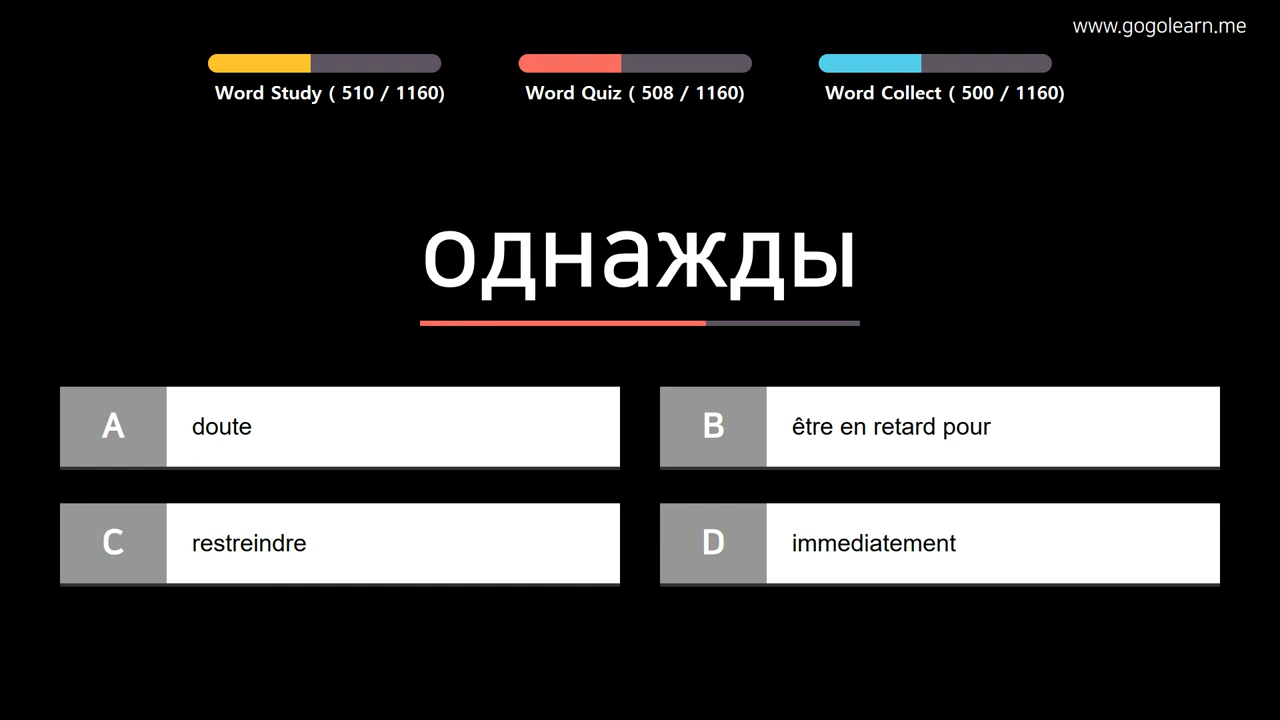 www.gogolearn.me
Word Study ( 510 / 1160)
Word Quiz ( 508 / 1160)
Word Collect ( 500 / 1160)
однажды
A doute
B être en retard pour
C restreindre
D immediatement